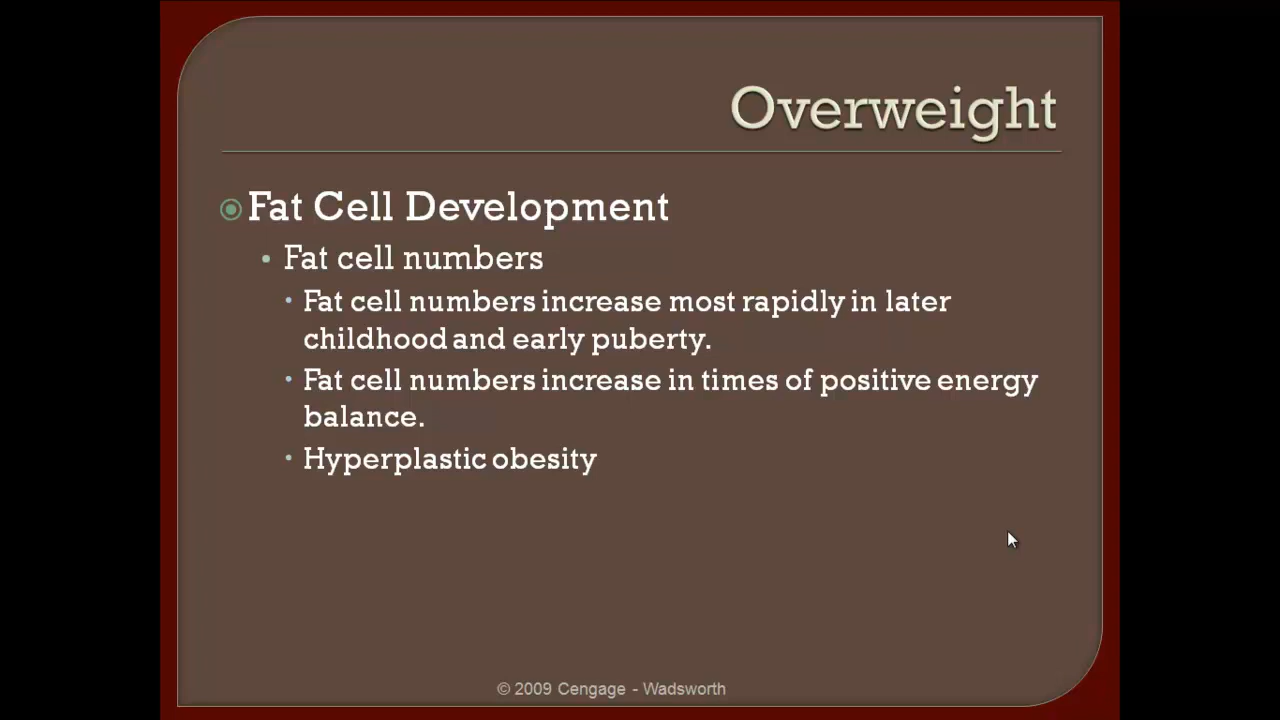 Overweight
Fat Cell Development
Fat cell numbers
Fat cell numbers increase most rapidly in later
childhood and early puberty.
Fat cell numbers increase in times of positive energy
balance.
Hyperplastic obesity
© 2009 Cengage - Wadsworth